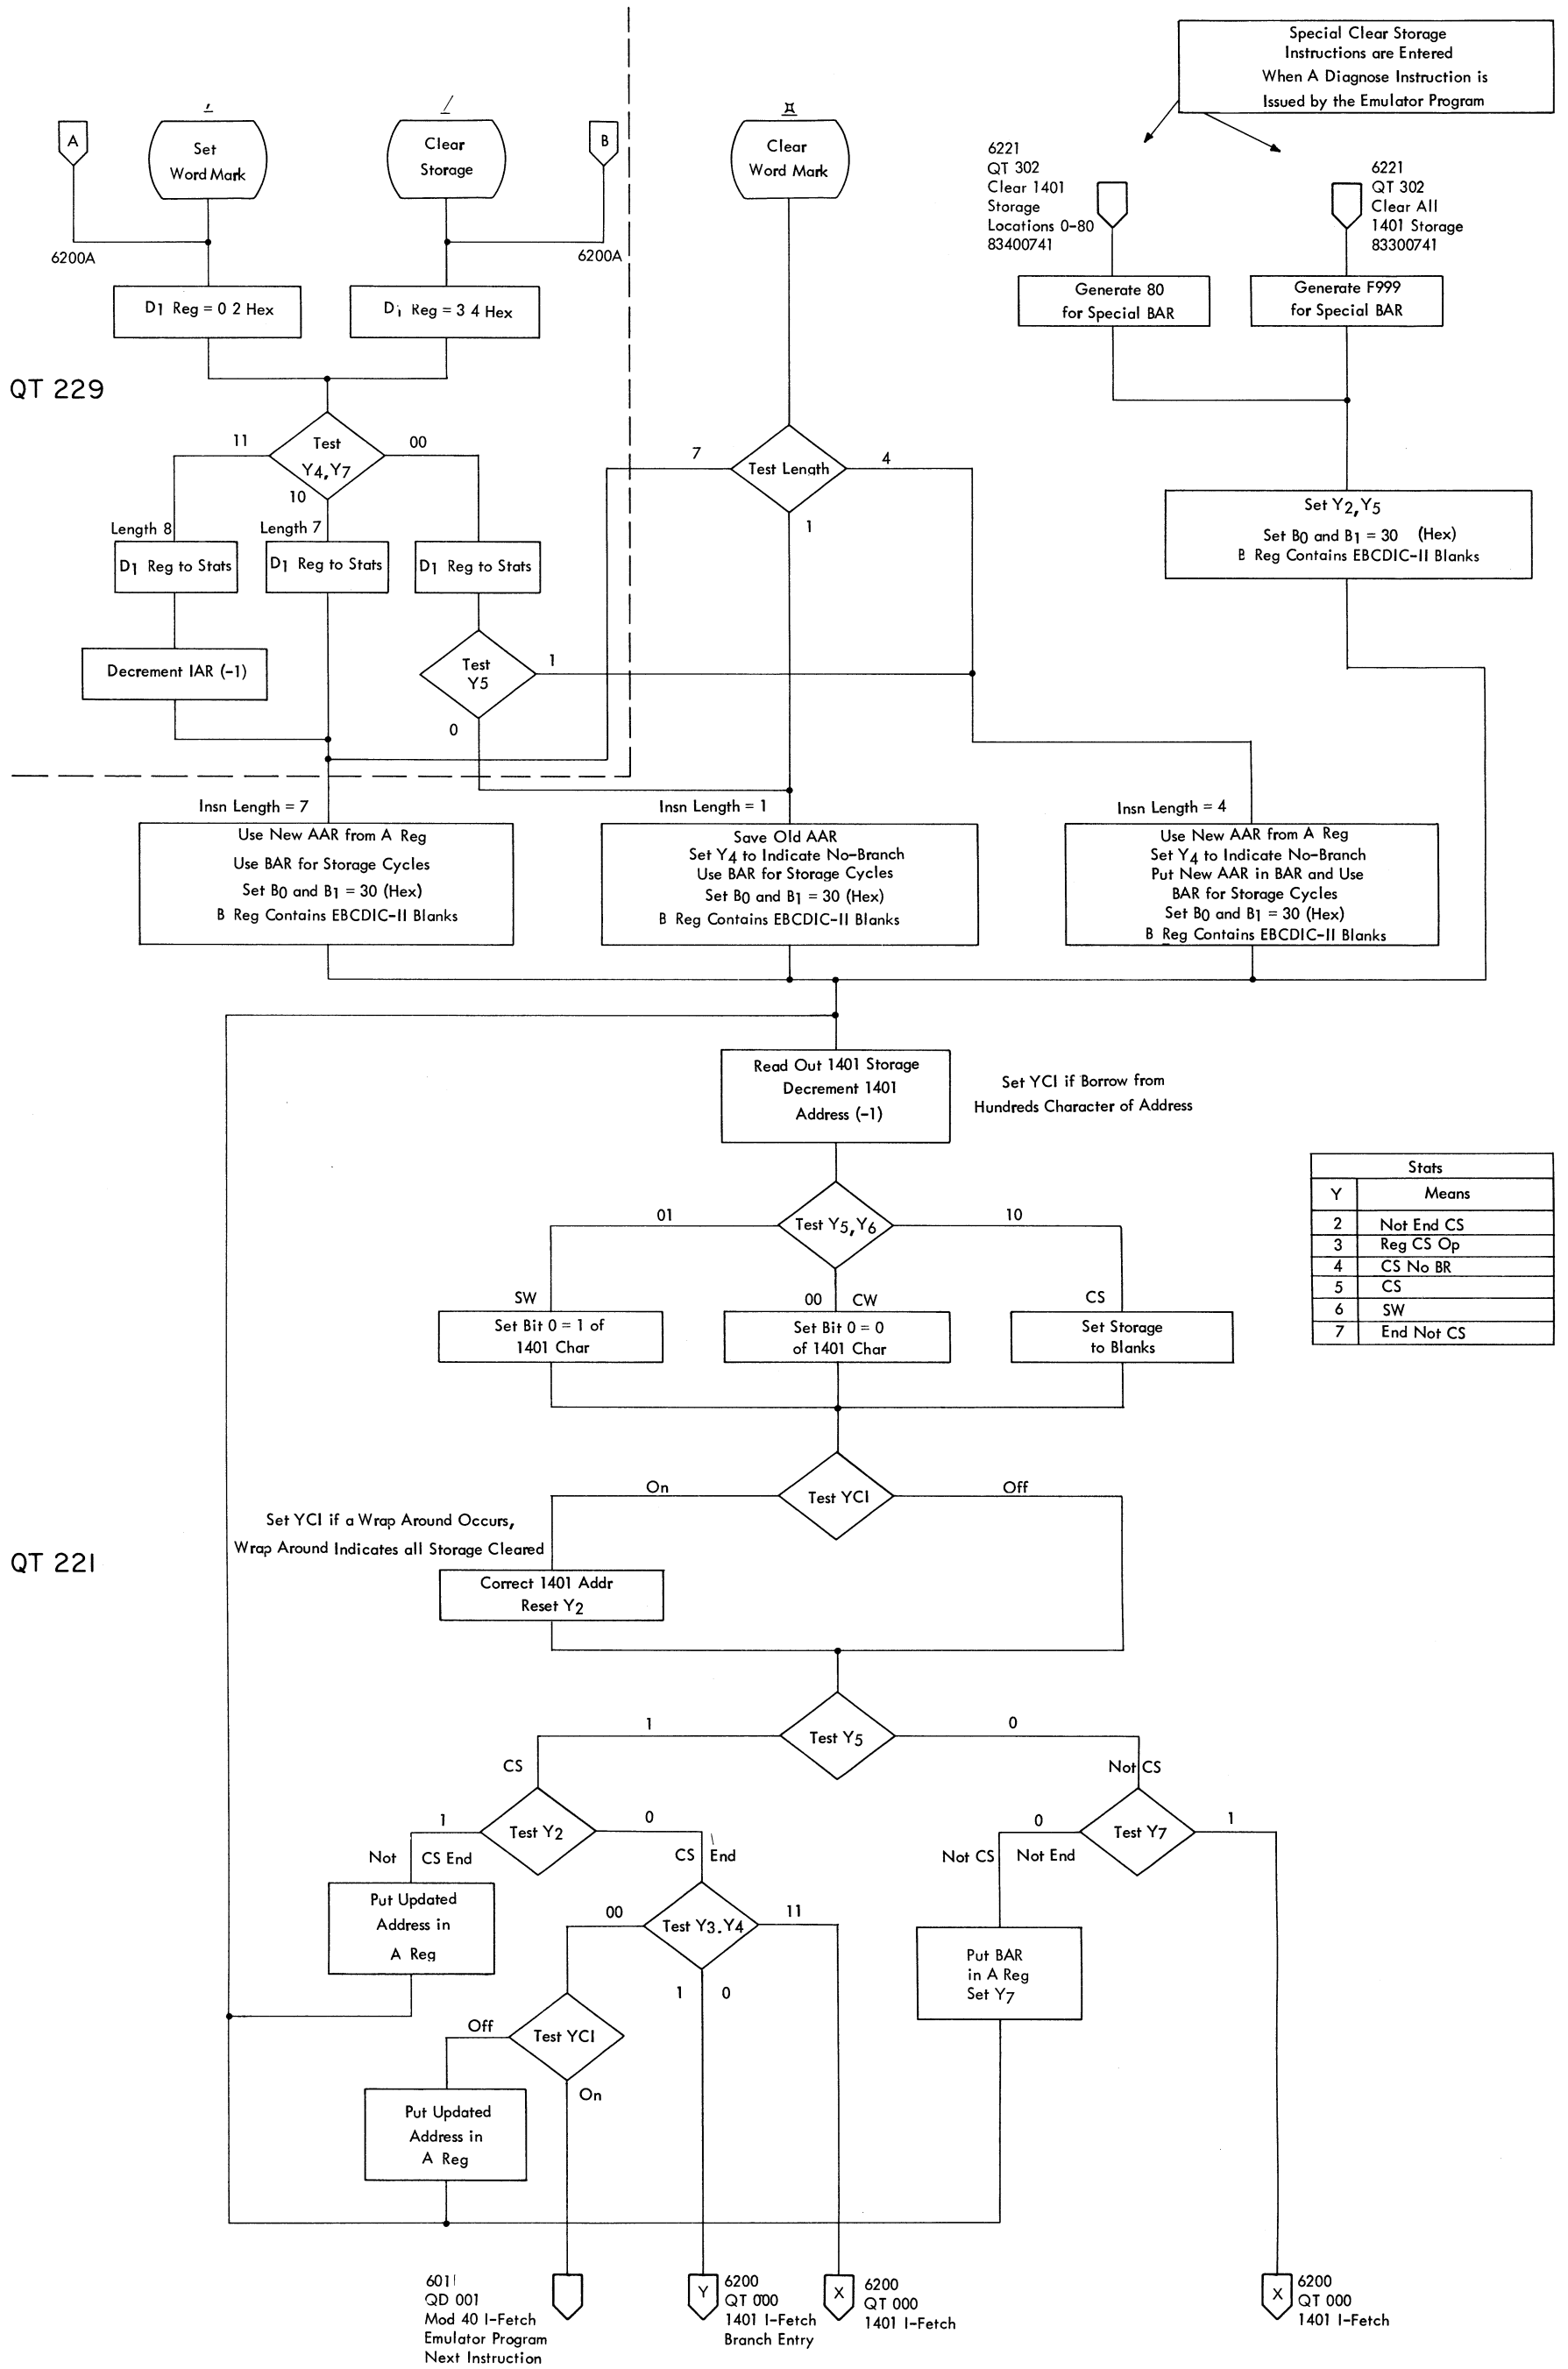 Special Clear Storage
Instructions are Entered
When A Diagnose Instruction is
Issued by the Emulator Program
A
Set
Word Mark
Clear
Storage
B
¤
Clear
Word Mark
6200A
6200A
6221
QT 302
Clear 1401
Storage
Locations 0-80
83400741
6221
QT 302
Clear All
1401 Storage
83300741
D1 Reg = 0 2 Hex
D1 Reg = 3 4 Hex
Generate 80
for Special BAR
Generate F999
for Special BAR
QT 229
11
Test
Y4,Y7
00
10
7
Test Length
4
1
Set Y2,Y5
Set B0 and B1 = 30 (Hex)
B Reg Contains EBCDIC-II Blanks
Length 8
Length 7
D1 Reg to Stats
D1 Reg to Stats
D1 Reg to Stats
Decrement IAR (-1)
Test
Y5
1
0
Insn Length = 7
Use New AAR from A Reg
Use BAR for Storage Cycles
Set B0 and B1 = 30 (Hex)
B Reg Contains EBCDIC-II Blanks
Insn Length = 1
Save Old AAR
Set Y4 to Indicate No-Branch
Use BAR for Storage Cycles
Set B0 and B1 = 30 (Hex)
B Reg Contains EBCDIC-II Blanks
Insn Length = 4
Use New AAR from A Reg
Set Y4 to Indicate No-Branch
Put New AAR in BAR and Use
BAR for Storage Cycles
Set B0 and B1 = 30 (Hex)
B Reg Contains EBCDIC-II Blanks
Read Out 1401 Storage
Decrement 1401
Address (-1)
Set YCI if Borrow from
Hundreds Character of Address
Stats
Y Means
2 Not End CS
3 Reg CS Op
4 CS No BR
5 CS
6 SW
7 End Not CS
01
Test Y5,Y6
10
SW
00 CW
CS
Set Bit 0 = 1 of
1401 Char
Set Bit 0 = 0
of 1401 Char
Set Storage
to Blanks
On
Test YCI
Off
Set YCI if a Wrap Around Occurs,
Wrap Around Indicates all Storage Cleared
QT 221
Correct 1401 Addr
Reset Y2
1
Test Y5
0
CS
Not CS
1
Test Y2
0
Not CS End
CS End
0
Test Y7
1
Not CS Not End
Put Updated
Address in
A Reg
00
Test Y3.Y4
11
1 0
Put BAR
in A Reg
Set Y7
Off
Test YCI
On
Put Updated
Address in
A Reg
6011
QD 001
Mod 40 I-Fetch
Emulator Program
Next Instruction
Y
6200
QT 000
1401 I-Fetch
Branch Entry
X
6200
QT 000
1401 I-Fetch
X
6200
QT 000
1401 I-Fetch